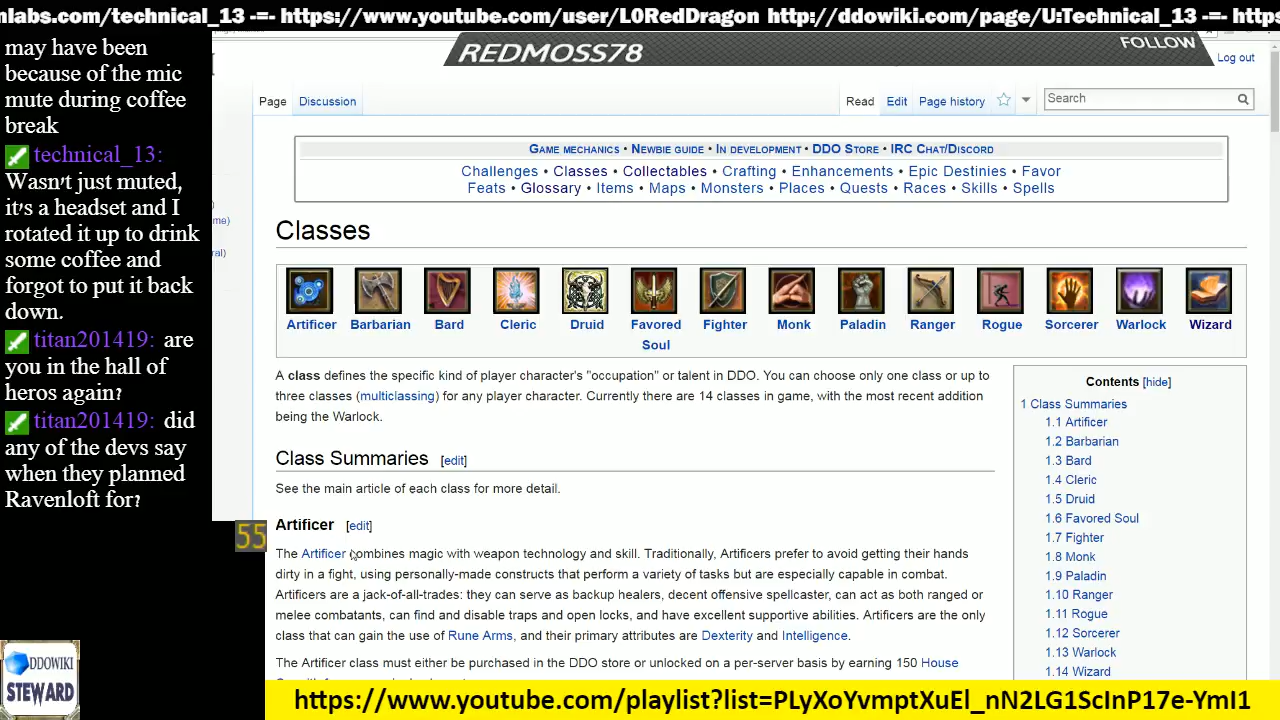 nlabs.com/technical_13 -=- https://www.youtube.com/user/L0RedDragon http://ddowiki.com/page/U:Technical_13 -=- https
may have been
because of the mic
mute during coffee
break
technical_13:
Wasn't just muted,
it's a headset and I
rotated it up to drink
some coffee and
forgot to put it back
down.
titan201419: are
you in the hall of
heros again?
titan201419: did
any of the devs say
when they planned
Ravenloft for?
DDOWIKI
STEWARD
REDMOSS78
FOLLOW
Log out
Page Discussion
Read Edit Page history
Search
Game mechanics • Newbie guide • In development • DDO Store • IRC Chat/Discord
Challenges • Classes • Collectables • Crafting • Enhancements • Epic Destinies • Favor
Feats • Glossary • Items • Maps • Monsters • Places • Quests • Races • Skills • Spells
me)
ral)
Classes
Artificer Barbarian Bard Cleric Druid Favored Soul Fighter Monk Paladin Ranger Rogue Sorcerer Warlock Wizard
A class defines the specific kind of player character's "occupation" or talent in DDO. You can choose only one class or up to
three classes (multiclassing) for any player character. Currently there are 14 classes in game, with the most recent addition
being the Warlock.
Class Summaries [edit]
See the main article of each class for more detail.
55
Artificer [edit]
The Artificer combines magic with weapon technology and skill. Traditionally, Artificers prefer to avoid getting their hands
dirty in a fight, using personally-made constructs that perform a variety of tasks but are especially capable in combat.
Artificers are a jack-of-all-trades: they can serve as backup healers, decent offensive spellcaster, can act as both ranged or
melee combatants, can find and disable traps and open locks, and have excellent supportive abilities. Artificers are the only
class that can gain the use of Rune Arms, and their primary attributes are Dexterity and Intelligence.
The Artificer class must either be purchased in the DDO store or unlocked on a per-server basis by earning 150 House
Contents [hide]
1 Class Summaries
1.1 Artificer
1.2 Barbarian
1.3 Bard
1.4 Cleric
1.5 Druid
1.6 Favored Soul
1.7 Fighter
1.8 Monk
1.9 Paladin
1.10 Ranger
1.11 Rogue
1.12 Sorcerer
1.13 Warlock
1.14 Wizard
https://www.youtube.com/playlist?list=PLyXoYvmptXuEl_nN2LG1ScInP17e-YmI1